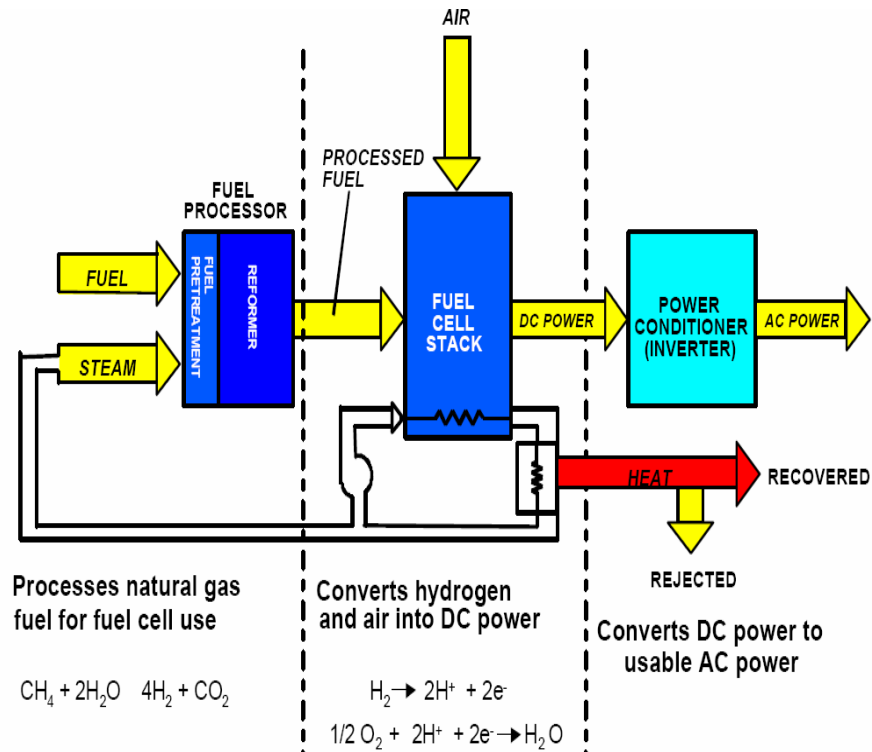 AIR
PROCESSED
FUEL
FUEL
PROCESSOR
FUEL
STEAM
FUEL
PRETREATMENT
REFORMER
FUEL
CELL
STACK
DC POWER
POWER
CONDITIONER
(INVERTER)
AC POWER
HEAT
RECOVERED
REJECTED
Processes natural gas
fuel for fuel cell use
Converts hydrogen
and air into DC power
Converts DC power to
usable AC power
CH₄ + 2H₂O 4H₂ + CO₂
H₂→ 2H⁺ + 2e⁻
1/2 O₂ + 2H⁺ + 2e⁻→H₂O